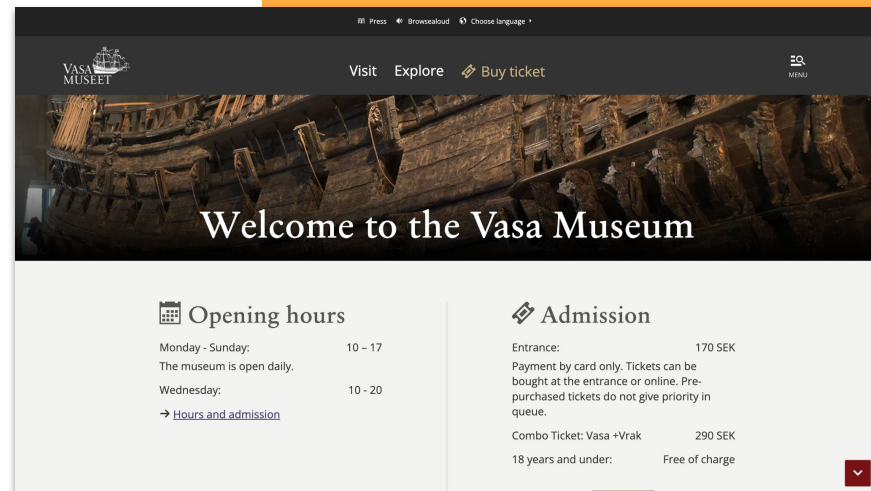 Press Browsealoud Choose language
VASA
MUSEET
Visit Explore Buy ticket
MENU
Welcome to the Vasa Museum
Opening hours
Monday - Sunday: 10 – 17
The museum is open daily.
Wednesday: 10 - 20
→ Hours and admission
Admission
Entrance: 170 SEK
Payment by card only. Tickets can be
bought at the entrance or online. Pre-
purchased tickets do not give priority in
queue.
Combo Ticket: Vasa +Vrak 290 SEK
18 years and under: Free of charge